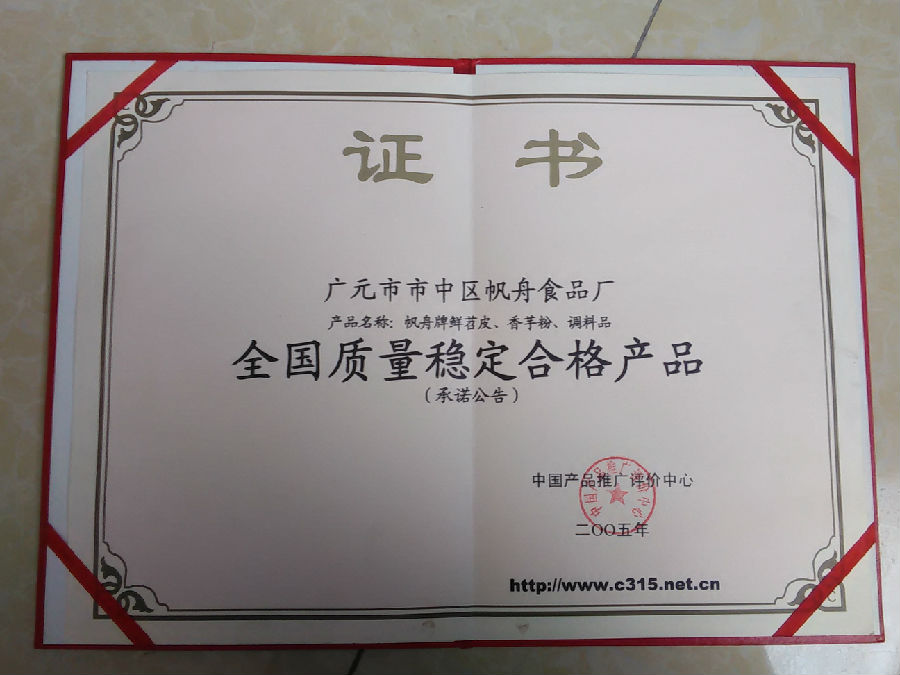 证 书
广元市市中区帆舟食品厂
产品名称：帆舟牌鲜苕皮、香芋粉、调料品
全国质量稳定合格产品
（承诺公告）
中国产品推广评价中心
二〇〇五年
http://www.c315.net.cn